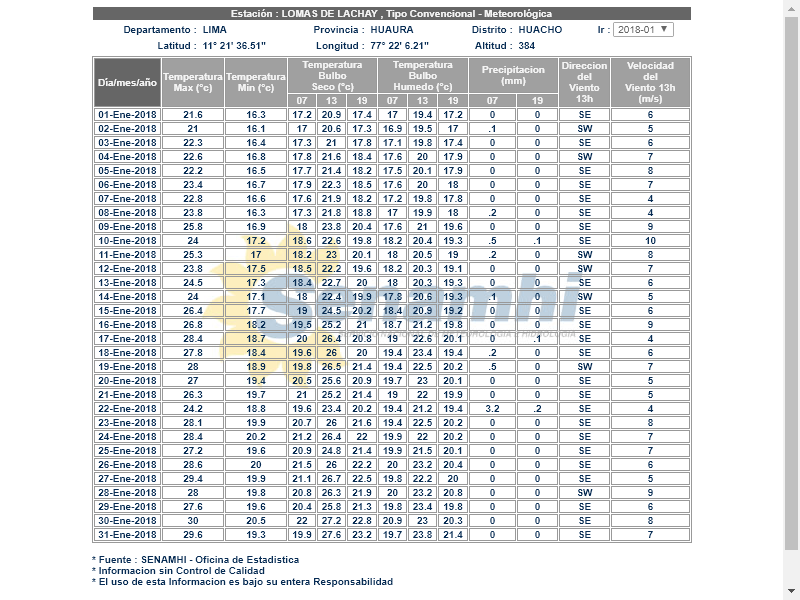 Estación : LOMAS DE LACHAY , Tipo Convencional - Meteorológica
Departamento : LIMA Provincia : HUAURA Distrito : HUACHO Ir : 2018-01
Latitud : 11° 21' 36.51" Longitud : 77° 22' 6.21" Altitud : 384
Día/mes/año Temperatura Max (°c) Temperatura Min (°c) Temperatura Bulbo Seco (°c) Temperatura Bulbo Humedo (°c) Precipitacion (mm) Direccion del Viento 13h Velocidad del Viento 13h (m/s)
07 13 19 07 13 19 07 19
01-Ene-2018 21.6 16.3 17.2 20.9 17.4 17 19.4 17.2 0 0 SE 6
02-Ene-2018 21 16.1 17 20.6 17.3 16.9 19.5 17 .1 0 SW 5
03-Ene-2018 22.3 16.4 17.3 21 17.8 17.1 19.8 17.4 0 0 SE 6
04-Ene-2018 22.6 16.8 17.8 21.6 18.4 17.6 20 17.9 0 0 SW 7
05-Ene-2018 22.2 16.5 17.7 21.4 18.2 17.5 20.1 17.9 0 0 SE 8
06-Ene-2018 23.4 16.7 17.9 22.3 18.5 17.6 20 18 0 0 SE 7
07-Ene-2018 22.8 16.6 17.6 21.9 18.2 17.2 19.8 17.8 0 0 SE 4
08-Ene-2018 23.8 16.3 17.3 21.8 18.8 17 19.9 18 .2 0 SE 4
09-Ene-2018 25.8 16.9 18 23.8 20.4 17.6 21 19.6 0 0 SE 9
10-Ene-2018 24 17.2 18.6 22.6 19.8 18.2 20.4 19.3 .5 .1 SE 10
11-Ene-2018 25.3 17 18.2 23 20.1 18 20.5 19 .2 0 SW 8
12-Ene-2018 23.8 17.5 18.5 22.2 19.6 18.2 20.3 19.1 0 0 SW 7
13-Ene-2018 24.5 17.3 18.4 22.7 20 18 20.3 19.3 0 0 SE 6
14-Ene-2018 24 17.1 18 22.4 19.9 17.8 20.6 19.3 .1 0 SW 5
15-Ene-2018 26.4 17.7 19 24.5 20.2 18.4 20.9 19.2 0 0 SE 6
16-Ene-2018 26.8 18.2 19.5 25.2 21 18.7 21.2 19.8 0 0 SE 9
17-Ene-2018 28.4 18.7 20 26.4 20.8 19 22.6 20.1 0 .1 SE 4
18-Ene-2018 27.8 18.4 19.6 26 20 19.4 23.4 19.4 .2 0 SE 6
19-Ene-2018 28 18.9 19.8 26.5 21.4 19.4 22.5 20.2 .5 0 SW 7
20-Ene-2018 27 19.4 20.5 25.6 20.9 19.7 23 20.1 0 0 SE 5
21-Ene-2018 26.3 19.7 21 25.2 21.4 19 22 19.9 0 0 SE 5
22-Ene-2018 24.2 18.8 19.6 23.4 20.2 19.4 21.2 19.4 3.2 .2 SE 4
23-Ene-2018 28.1 19.9 20.7 26 21.6 19.4 22.5 20.2 0 0 SE 8
24-Ene-2018 28.4 20.2 21.2 26.4 22 19.9 22 20.2 0 0 SE 7
25-Ene-2018 27.2 19.6 20.9 24.8 21.4 19.9 21.5 20.1 0 0 SE 7
26-Ene-2018 28.6 20 21.5 26 22.2 20 23.2 20.4 0 0 SE 6
27-Ene-2018 29.4 19.9 21.1 26.7 22.5 19.8 22.2 20 0 0 SE 5
28-Ene-2018 28 19.8 20.8 26.3 21.9 20 23.2 20.8 0 0 SW 9
29-Ene-2018 27.6 19.6 20.4 25.8 21.3 19.8 23.8 20.8 0 0 SE 6
30-Ene-2018 30 20.5 22 27.2 22.8 20.9 23 20.3 0 0 SE 8
31-Ene-2018 29.6 19.3 19.9 27.6 23.2 19.7 23.8 21.4 0 0 SE 7
Senamhi
* Fuente : SENAMHI - Oficina de Estadistica
* Informacion sin Control de Calidad
* El uso de esta Informacion es bajo su entera Responsabilidad